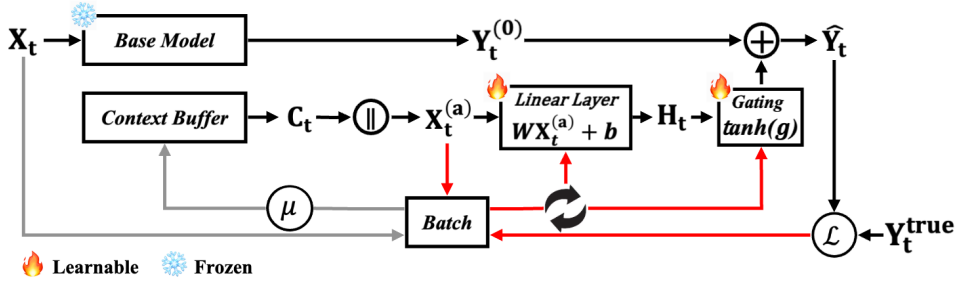 X_t
Base Model
Y_t^(0)
+
Ŷ_t
Context Buffer
C_t
||
X_t^(a)
Linear Layer
WX_t^(a) + b
H_t
Gating
tanh(g)
μ
Batch
ℒ
Y_t^true
Learnable
Frozen